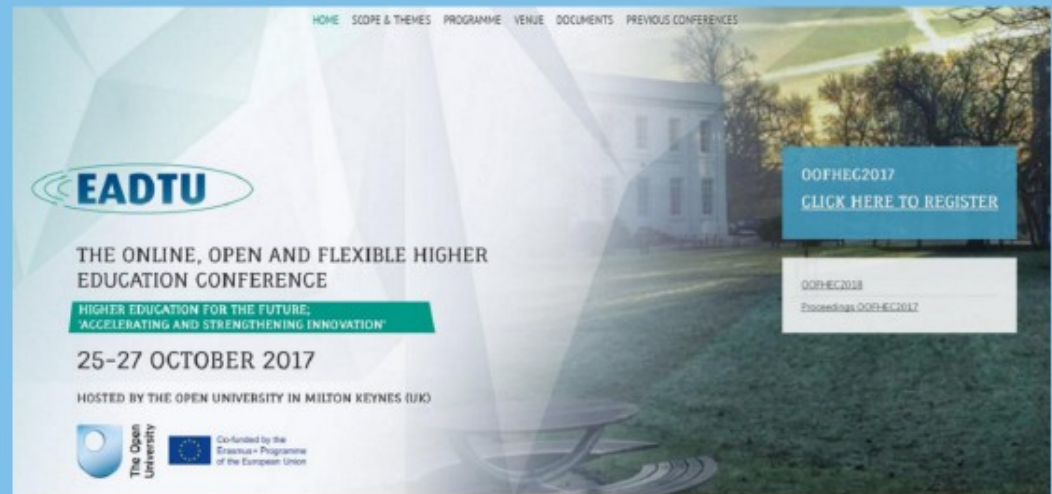 HOME SCOPE & THEMES PROGRAMME VENUE DOCUMENTS PREVIOUS CONFERENCES
EADTU
THE ONLINE, OPEN AND FLEXIBLE HIGHER
EDUCATION CONFERENCE
HIGHER EDUCATION FOR THE FUTURE;
'ACCELERATING AND STRENGTHENING INNOVATION'
25-27 OCTOBER 2017
HOSTED BY THE OPEN UNIVERSITY IN MILTON KEYNES (UK)
The Open
University
Co-funded by the
Erasmus+ Programme
of the European Union
OOFHEC2017
CLICK HERE TO REGISTER
OOFHEC2018
Proceedings OOFHEC2017